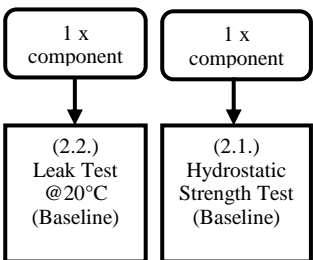 1 x
component
1 x
component
(2.2.)
Leak Test
@20°C
(Baseline)
(2.1.)
Hydrostatic
Strength Test
(Baseline)